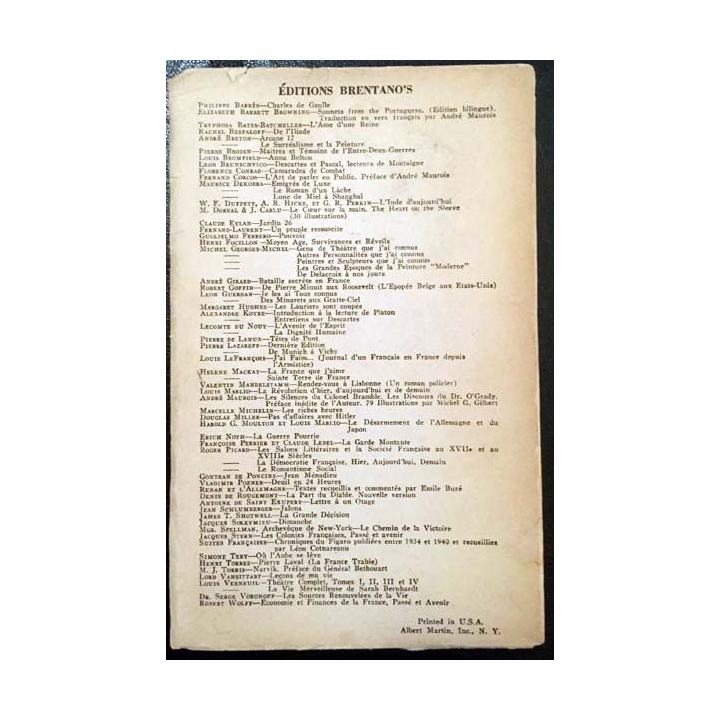 ÉDITIONS BRENTANO'S
PHILIPPE BARRÈS—Charles de Gaulle
ELIZABETH BARRETT BROWNING—Sonnets from the Portuguese. (Edition bilingue).
Traduction en vers français par André Maurois
TRYPHOSA BATES-BATCHELLER—L'Ame d'une Reine
RACHEL BESPALOFF—De l'Iliade
ANDRÉ BRETON—Arcane 17
—— Le Surréalisme et la Peinture
PIERRE BRODIN—Maîtres et Témoins de l'Entre-Deux-Guerres
LOUIS BROMFIELD—Anna Bolton
LEON BRUNSCHVICG—Descartes et Pascal, lecteurs de Montaigne
FLORENCE CONRAD—Camarades de Combat
FERNAND CORCOS—L'Art de parler en Public. Préface d'André Maurois
MAURICE DEKOBRA—Emigrés de Luxe
—— Le Roman d'un Lâche
—— Lune de Miel à Shanghaï
W. F. DUFFETT, A. R. HICKS, et G. R. PERKIN—L'Inde d'aujourd'hui
M. DORVAL & J. CARLU—Le Cœur sur la main. The Heart on the Sleeve
(30 illustrations)
CLAUDE EYLAN—Jardin 26
FERNAND-LAURENT—Un peuple ressuscite
GUGLIELMO FERRERO—Pouvoir
HENRI FOCILLON—Moyen Age, Survivances et Réveils
MICHEL GEORGES-MICHEL—Gens de Théâtre que j'ai connus
—— Autres Personnalités que j'ai connus
—— Peintres et Sculpteurs que j'ai connus
—— Les Grandes Epoques de la Peinture "Moderne"
De Delacroix à nos jours
ANDRÉ GIRARD—Bataille secrète en France
ROBERT GOFFIN—De Pierre Minuit aux Roosevelt (L'Epopée Belge aux Etats-Unis)
LEON GUERDAN—Je les ai Tous connus
—— Des Minarets aux Gratte-Ciel
MARGARET HUGHES—Les Lauriers sont coupés
ALEXANDRE KOYRE—Introduction à la lecture de Platon
—— Entretiens sur Descartes
LECOMTE DU NOUY—L'Avenir de l'Esprit
—— La Dignité Humaine
PIERRE DE LANUX—Têtes de Pont
PIERRE LAZAREFF—Dernière Edition
—— De Munich à Vichy
LOUIS LEFRANÇOIS—J'ai Faim... (Journal d'un Français en France depuis
l'Armistice)
HELENE MACKAY—La France que j'aime
—— Sainte Terre de France
VALENTIN MANDELSTAMM—Rendez-vous à Lisbonne (Un roman policier)
LOUIS MARLIO—La Révolution d'hier, d'aujourd'hui et de demain
ANDRÉ MAUROIS—Les Silences du Colonel Bramble. Les Discours du Dr. O'Grady.
Préface inédite de l'Auteur. 79 Illustrations par Michel G. Gilbert
MARCELLE MICHELIN—Les riches heures
DOUGLAS MILLER—Pas d'affaires avec Hitler
HAROLD G. MOULTON ET LOUIS MARLIO—Le Désarmement de l'Allemagne et du
Japon
ERICH NOTH—La Guerre Pourrie
FRANÇOISE PERRIER ET CLAUDE LEBEL—La Garde Montante
ROGER PICARD—Les Salons Littéraires et la Société Française au XVIIe et au
XVIIIe Siècles
—— La Démocratie Française, Hier, Aujourd'hui, Demain
—— Le Romantisme Social
GONTRAN DE PONCINS—Jean Ménadieu
VLADIMIR POZNER—Deuil en 24 Heures
RENAN ET L'ALLEMAGNE—Textes recueillis et commentés par Emile Buré
DENIS DE ROUGEMONT—La Part du Diable. Nouvelle version
ANTOINE DE SAINT EXUPERY—Lettre à un Otage
JEAN SCHLUMBERGER—Jalons
JAMES T. SHOTWELL—La Grande Décision
JACQUES SOLEYMIEU—Dimanche
MGR. SPELLMAN, Archevêque de New-York—Le Chemin de la Victoire
JACQUES STERN—Les Colonies Françaises, Passé et avenir
SUITES FRANÇAISES—Chroniques du Figaro publiées entre 1934 et 1940 et recueillies
par Léon Cotnareanu
SIMONE TERY—Où l'Aube se lève
HENRI TORRES—Pierre Laval (La France Trahie)
M. J. TORRIS—Narvik. Préface du Général Bethouart
LORD VANSITTART—Leçons de ma vie
LOUIS VERNEUIL—Théâtre Complet, Tomes I, II, III et IV
—— La Vie Merveilleuse de Sarah Bernhardt
DR. SERGE VORONOFF—Les Sources Renouvelées de la Vie
ROBERT WOLFF—Economie et Finances de la France, Passé et Avenir
Printed in U.S.A.
Albert Martin, Inc., N. Y.